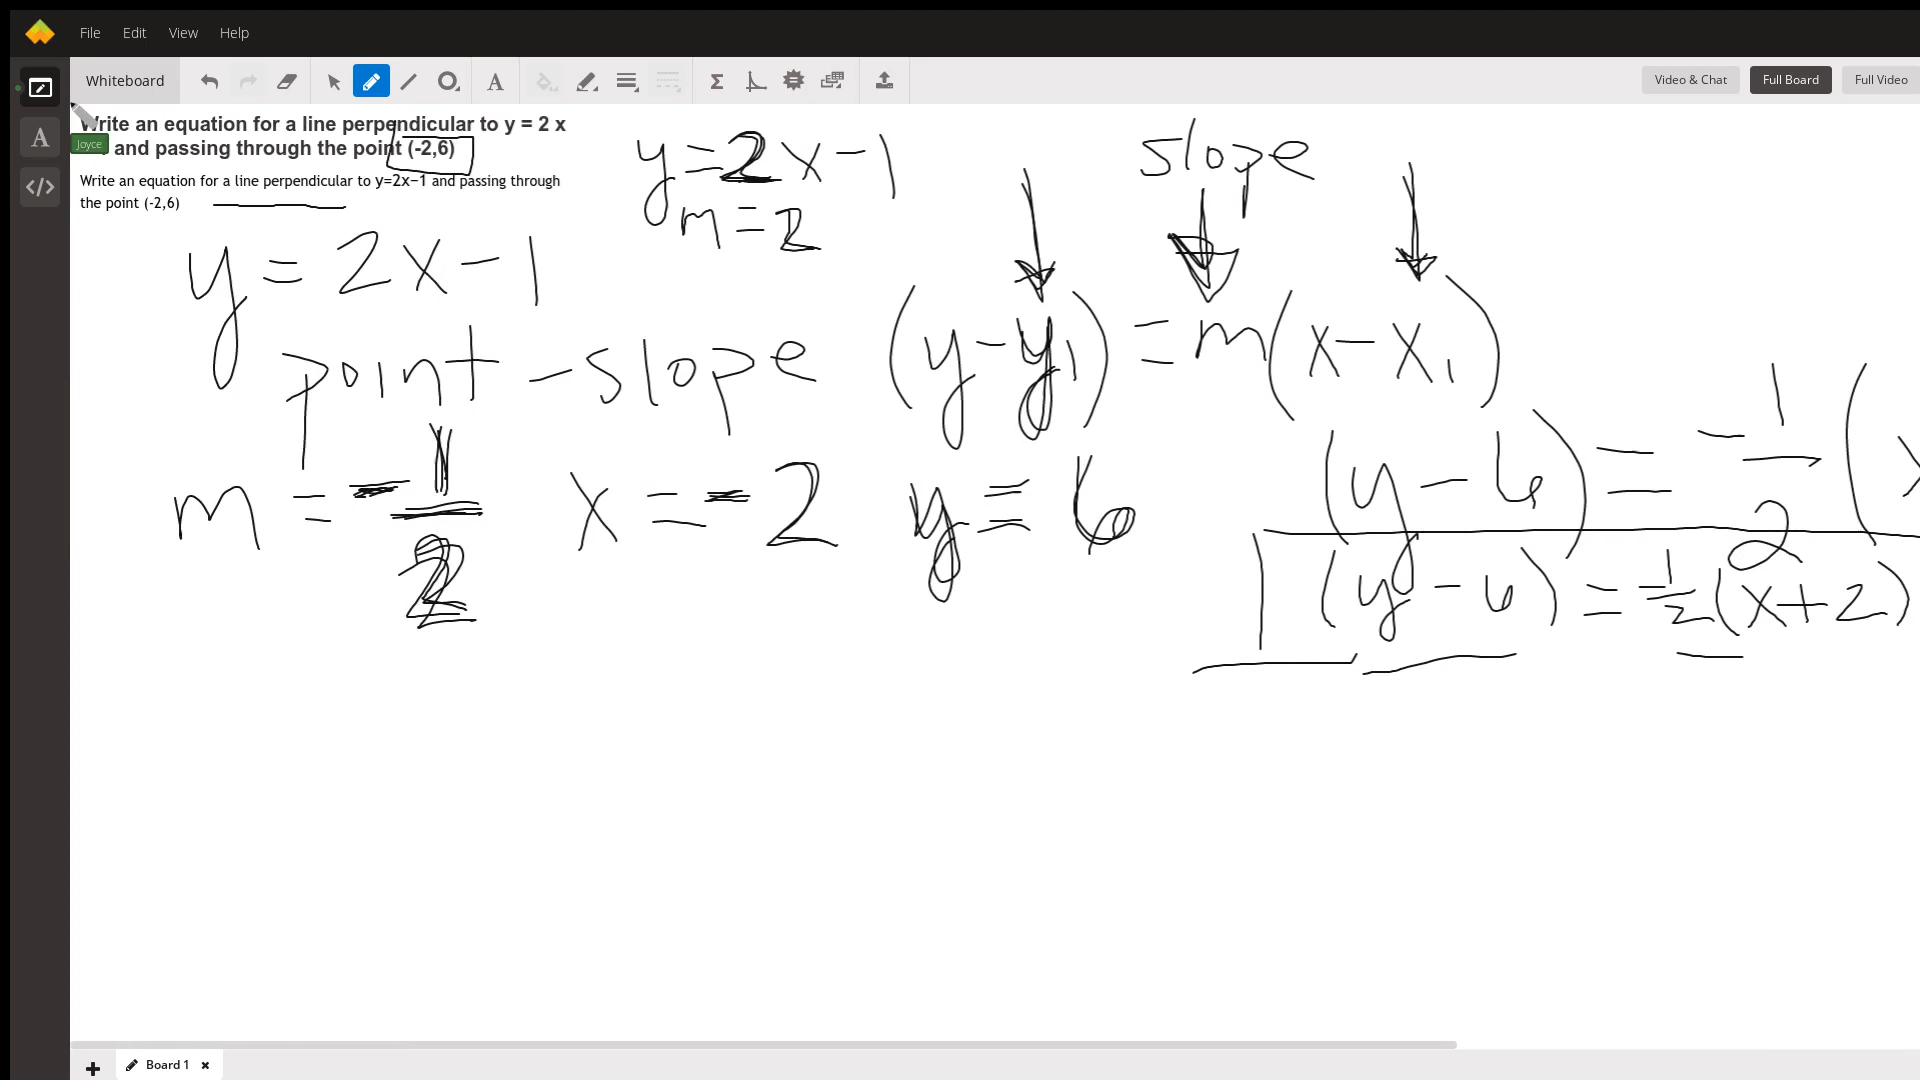 File Edit View Help
Whiteboard Video & Chat Full Board Full Video
Write an equation for a line perpendicular to y = 2 x
Joyce and passing through the point (-2,6)
Write an equation for a line perpendicular to y=2x−1 and passing through
the point (-2,6)
y=2x-1
m=2
slope
y=2x-1
point-slope (y-y₁)=m(x-x₁)
m=-1/2 x=-2 y=6
(y-6)=-1/2(x
(y-6)=-1/2(x+2)
Board 1